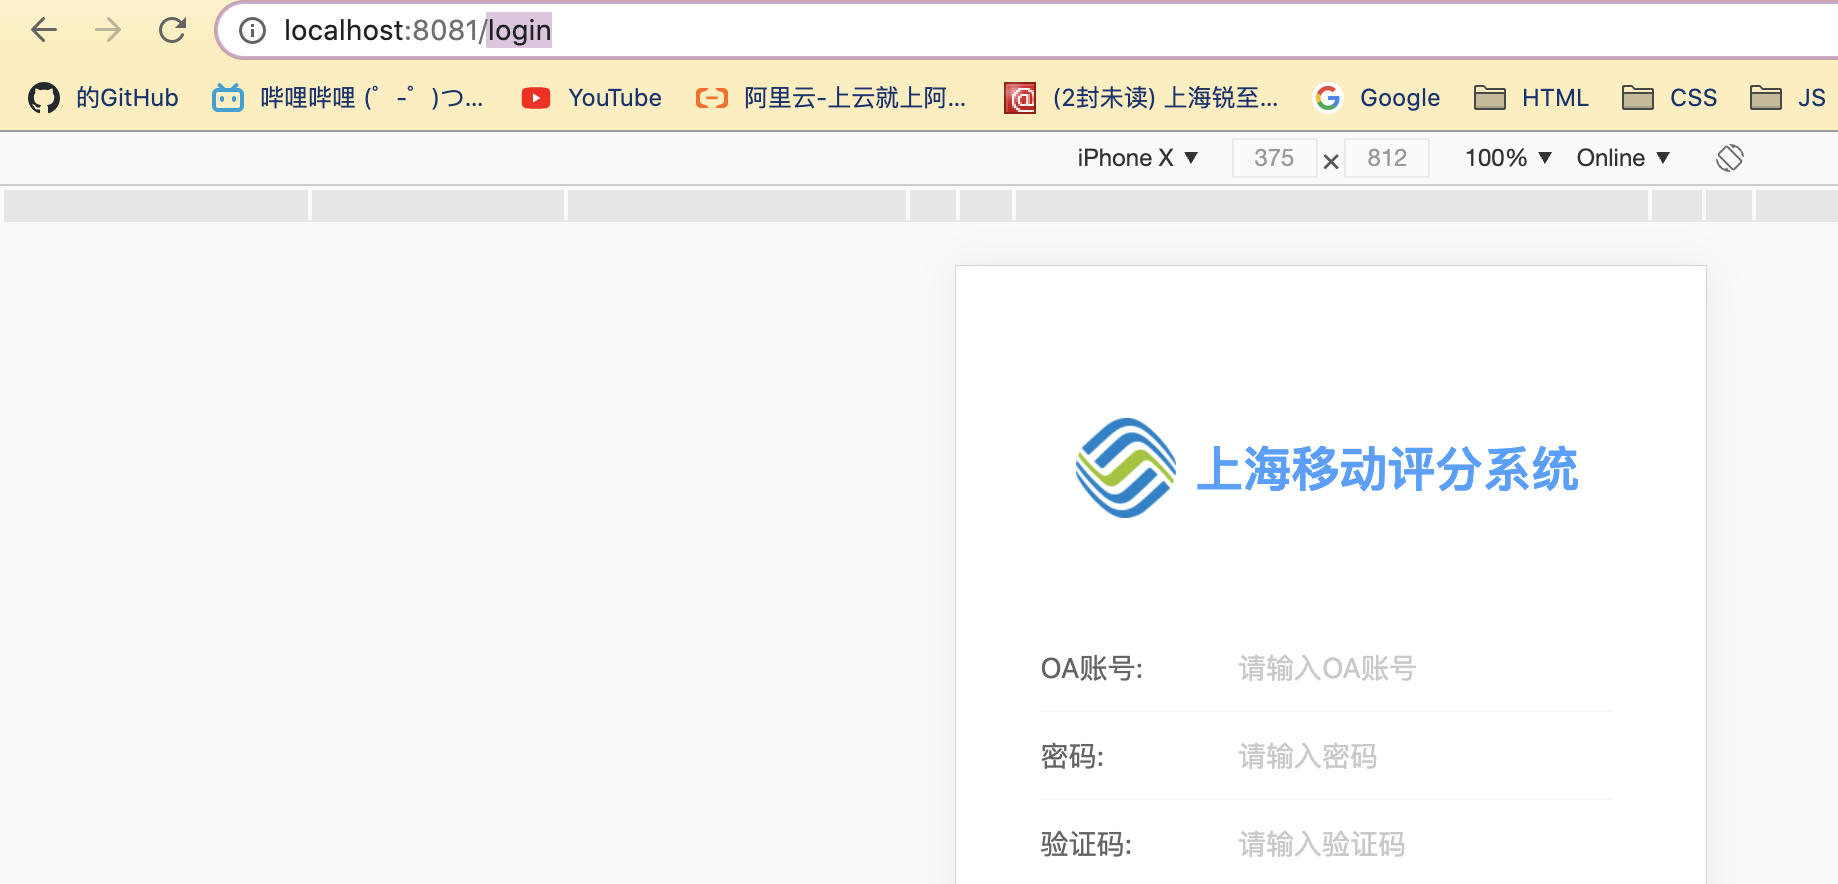 localhost:8081/login
的GitHub 哔哩哔哩 (゜-゜)つ... YouTube 阿里云-上云就上阿... (2封未读) 上海锐至... Google HTML CSS JS
iPhone X ▼ 375 × 812 100% ▼ Online ▼
上海移动评分系统
OA账号: 请输入OA账号
密码: 请输入密码
验证码: 请输入验证码